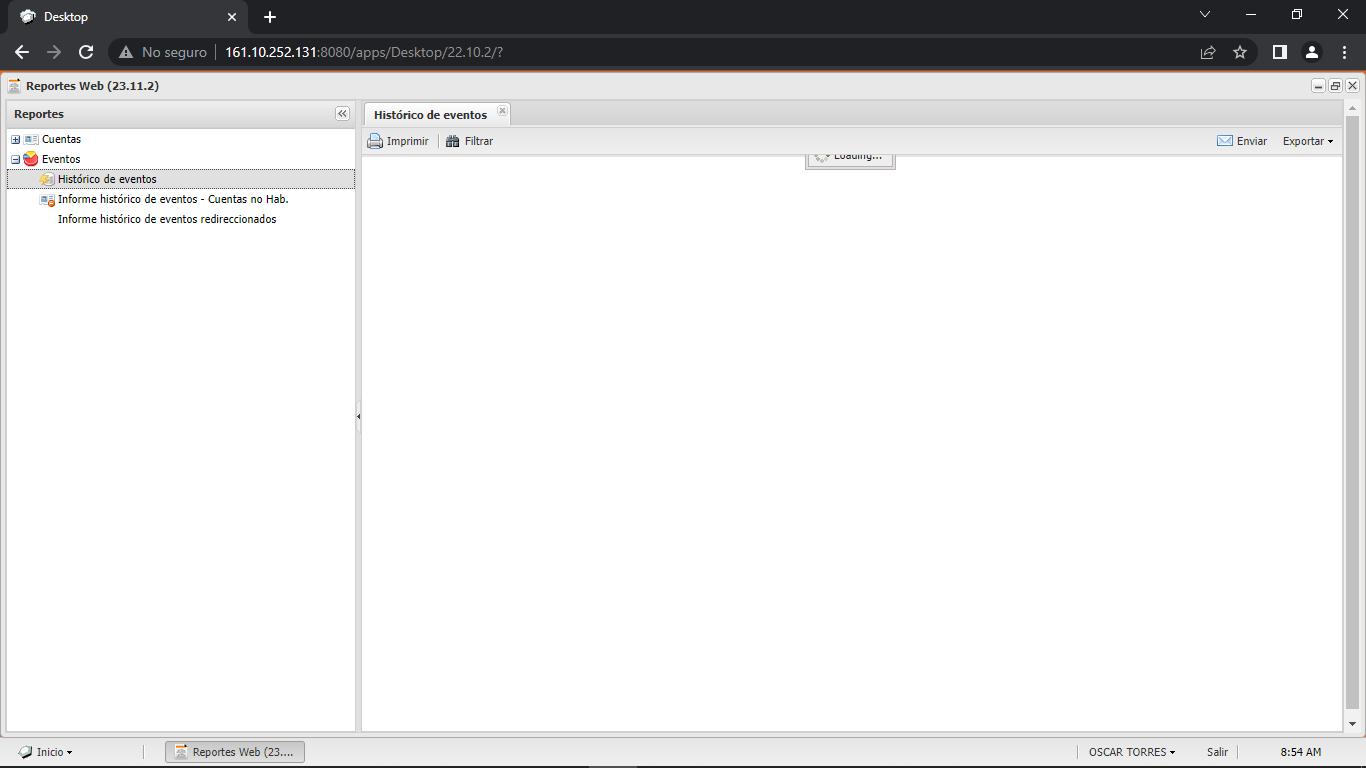 Desktop
No seguro 161.10.252.131:8080/apps/Desktop/22.10.2/?
Reportes Web (23.11.2)
Reportes
Histórico de eventos
Imprimir Filtrar Enviar Exportar
Cuentas
Eventos
Histórico de eventos
Informe histórico de eventos - Cuentas no Hab.
Informe histórico de eventos redireccionados
Loading...
Inicio Reportes Web (23.... OSCAR TORRES Salir 8:54 AM